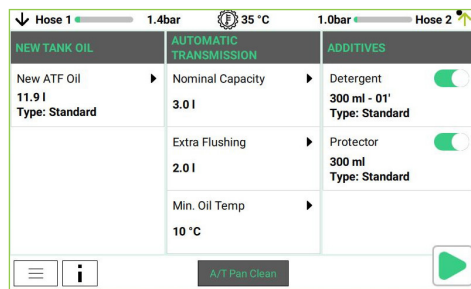 Hose 1 1.4bar 35 °C 1.0bar Hose 2
NEW TANK OIL
New ATF Oil
11.9 l
Type: Standard
AUTOMATIC
TRANSMISSION
Nominal Capacity
3.0 l
Extra Flushing
2.0 l
Min. Oil Temp
10 °C
ADDITIVES
Detergent
300 ml - 01'
Type: Standard
Protector
300 ml
Type: Standard
i
A/T Pan Clean